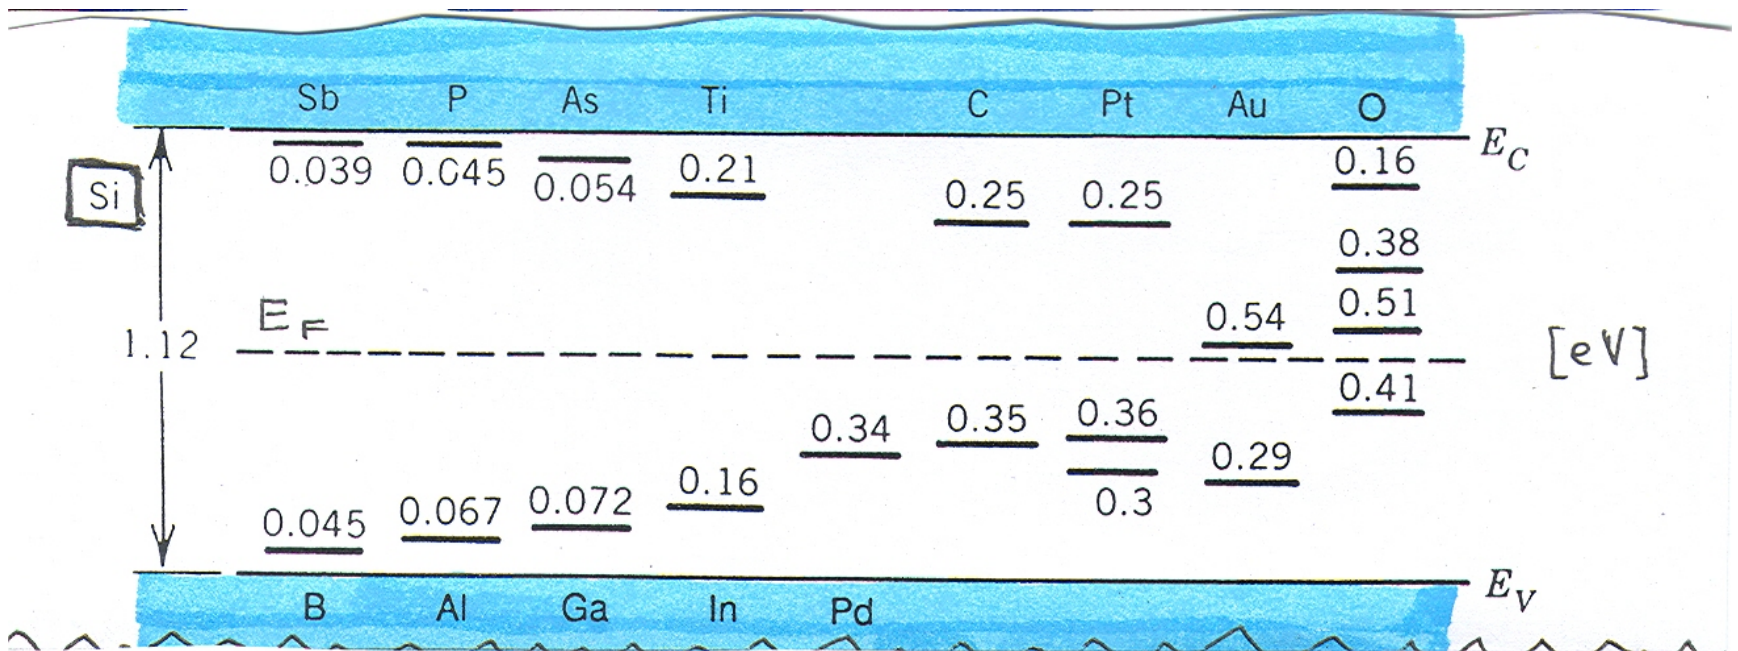 Sb P As Ti C Pt Au O
E_C
0.039 0.045 0.054 0.21 0.25 0.25 0.16
Si
0.38
0.54 0.51
E_F
1.12
[eV]
0.41
0.34 0.35 0.36
0.29
0.045 0.067 0.072 0.16 0.3
E_V
B Al Ga In Pd